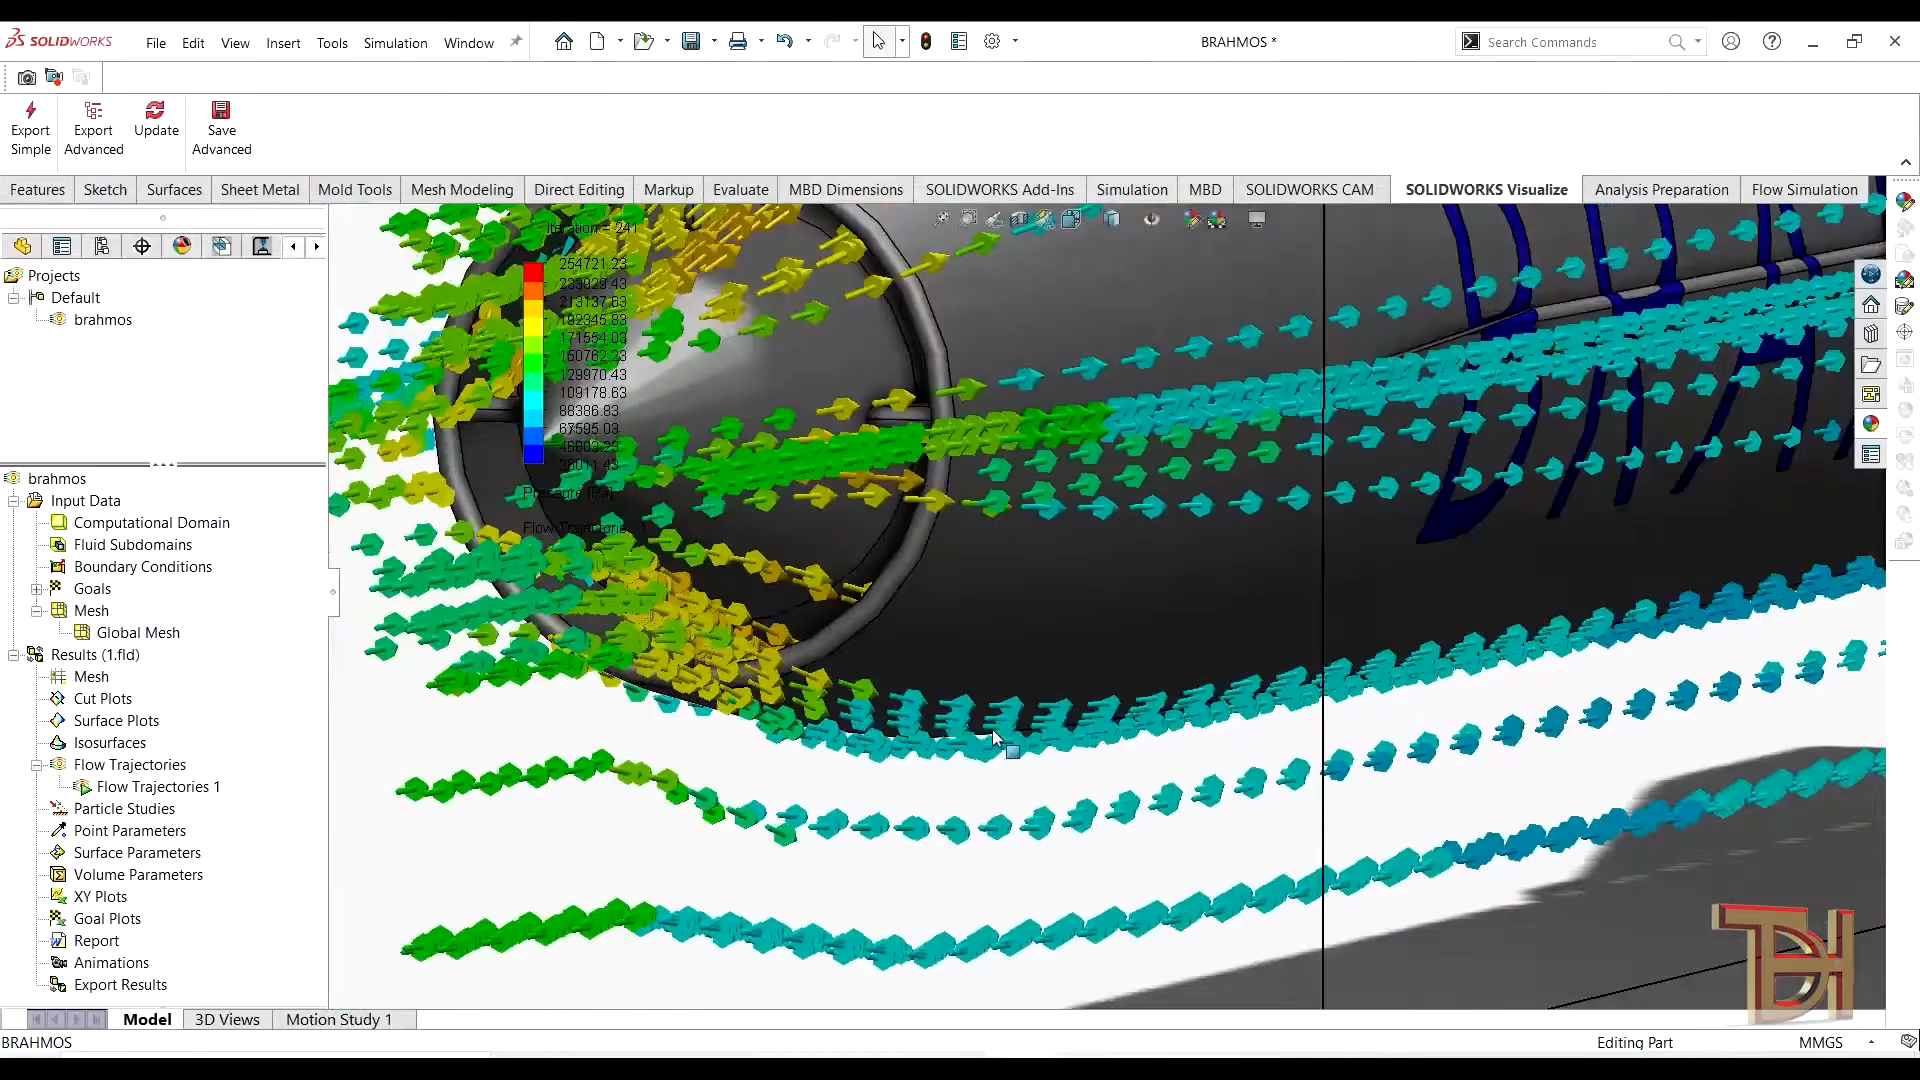 SOLIDWORKS File Edit View Insert Tools Simulation Window BRAHMOS * Search Commands
Export Simple
Export Advanced
Update
Save Advanced
Features Sketch Surfaces Sheet Metal Mold Tools Mesh Modeling Direct Editing Markup Evaluate MBD Dimensions SOLIDWORKS Add-Ins Simulation MBD SOLIDWORKS CAM SOLIDWORKS Visualize Analysis Preparation Flow Simulation
Projects
Default
brahmos
brahmos
Input Data
Computational Domain
Fluid Subdomains
Boundary Conditions
Goals
Mesh
Global Mesh
Results (1.fld)
Mesh
Cut Plots
Surface Plots
Isosurfaces
Flow Trajectories
Flow Trajectories 1
Particle Studies
Point Parameters
Surface Parameters
Volume Parameters
XY Plots
Goal Plots
Report
Animations
Export Results
Iteration = 241
254721.23
233929.43
213137.63
192345.83
171554.03
150762.23
129970.43
109178.63
88386.83
67595.03
46803.23
26011.43
Pressure [Pa]
Model 3D Views Motion Study 1
BRAHMOS Editing Part MMGS